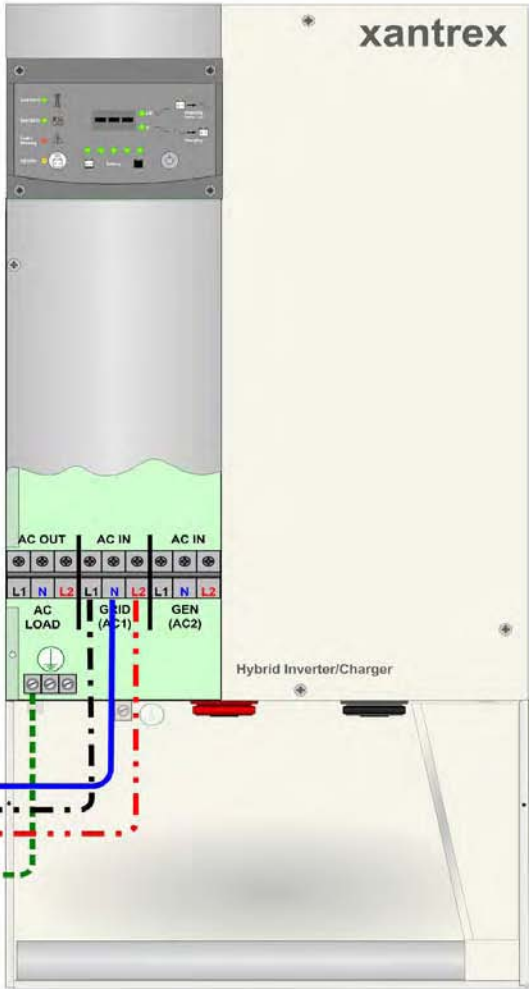 xantrex
AC OUT AC IN AC IN
L1 N L2 L1 N L2 L1 N L2
AC
LOAD
GRID
(AC1)
GEN
(AC2)
Hybrid Inverter/Charger